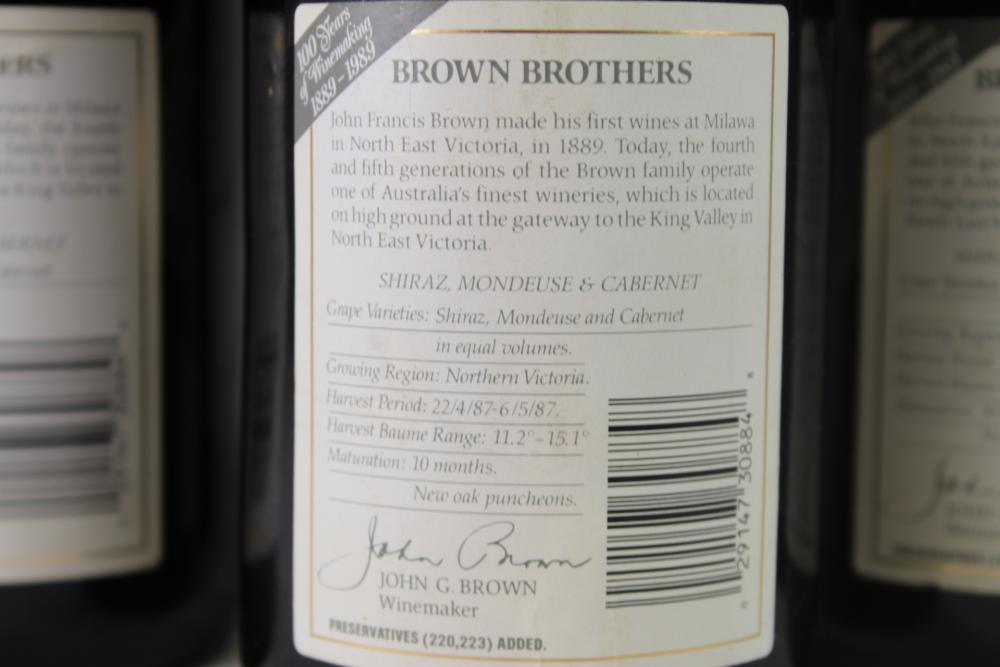 100 Years
of Winemaking
1889-1989
BROWN BROTHERS
John Francis Brown made his first wines at Milawa
in North East Victoria, in 1889. Today, the fourth
and fifth generations of the Brown family operate
one of Australia's finest wineries, which is located
on high ground at the gateway to the King Valley in
North East Victoria.
SHIRAZ, MONDEUSE & CABERNET
Grape Varieties: Shiraz, Mondeuse and Cabernet
in equal volumes.
Growing Region: Northern Victoria.
Harvest Period: 22/4/87-6/5/87.
Harvest Baume Range: 11.2°-15.1°
Maturation: 10 months.
New oak puncheons.
John Brown
JOHN G. BROWN
Winemaker
PRESERVATIVES (220,223) ADDED.
0 29147 30884 8